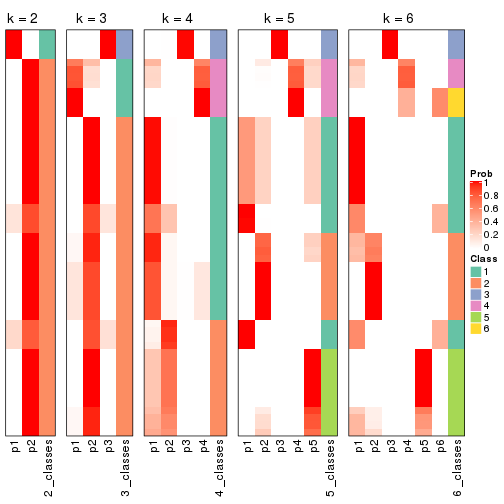 k = 2
k = 3
k = 4
k = 5
k = 6
Prob
1
0.8
0.6
0.4
0.2
0
Class
1
2
3
4
5
6
p1
p2
2_classes
p1
p2
p3
3_classes
p1
p2
p3
p4
4_classes
p1
p2
p3
p4
p5
5_classes
p1
p2
p3
p4
p5
p6
6_classes